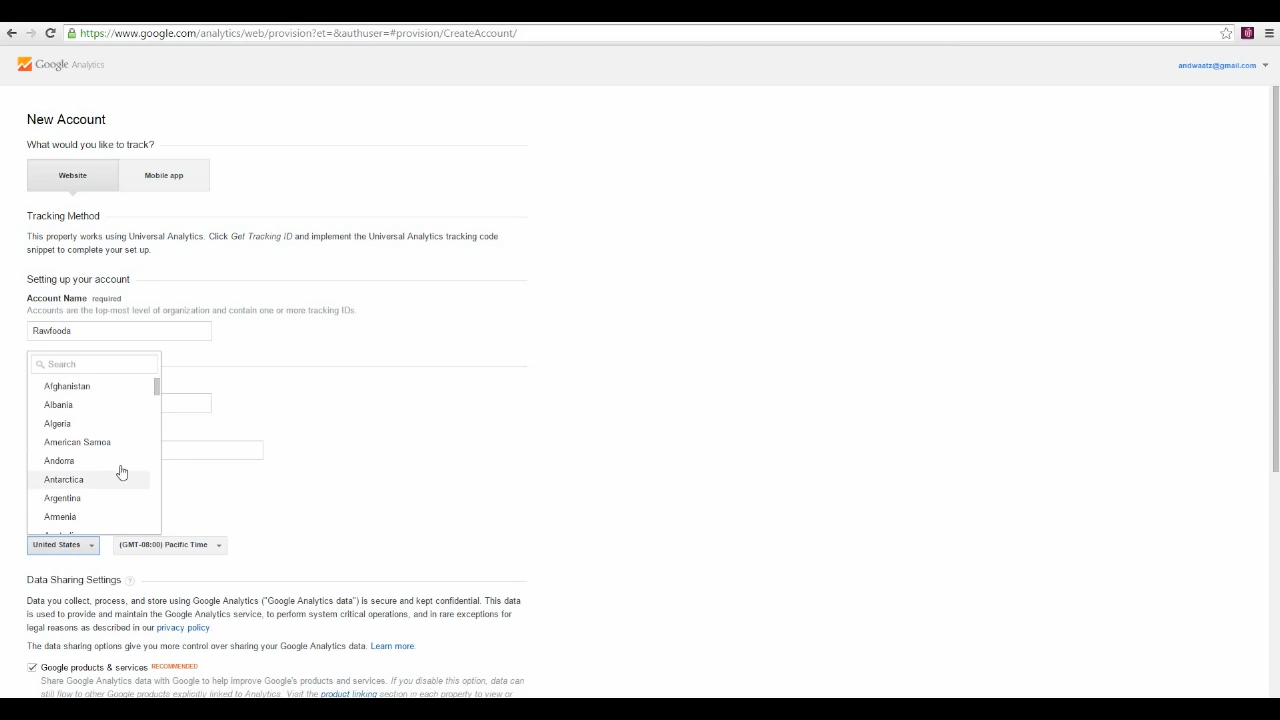 https://www.google.com/analytics/web/provision?et=&authuser=#provision/CreateAccount/
Google Analytics
andwaatz@gmail.com
New Account
What would you like to track?
Website
Mobile app
Tracking Method
This property works using Universal Analytics. Click Get Tracking ID and implement the Universal Analytics tracking code
snippet to complete your set up.
Setting up your account
Account Name required
Accounts are the top-most level of organization and contain one or more tracking IDs.
Rawfooda
Search
Afghanistan
Albania
Algeria
American Samoa
Andorra
Antarctica
Argentina
Armenia
United States
(GMT-08:00) Pacific Time
Data Sharing Settings ?
Data you collect, process, and store using Google Analytics ("Google Analytics data") is secure and kept confidential. This data
is used to provide and maintain the Google Analytics service, to perform system critical operations, and in rare exceptions for
legal reasons as described in our privacy policy
The data sharing options give you more control over sharing your Google Analytics data. Learn more.
Google products & services RECOMMENDED
Share Google Analytics data with Google to help improve Google's products and services. If you disable this option, data can
still flow to other Google products explicitly linked to Analytics. Visit the product linking section in each property to view or